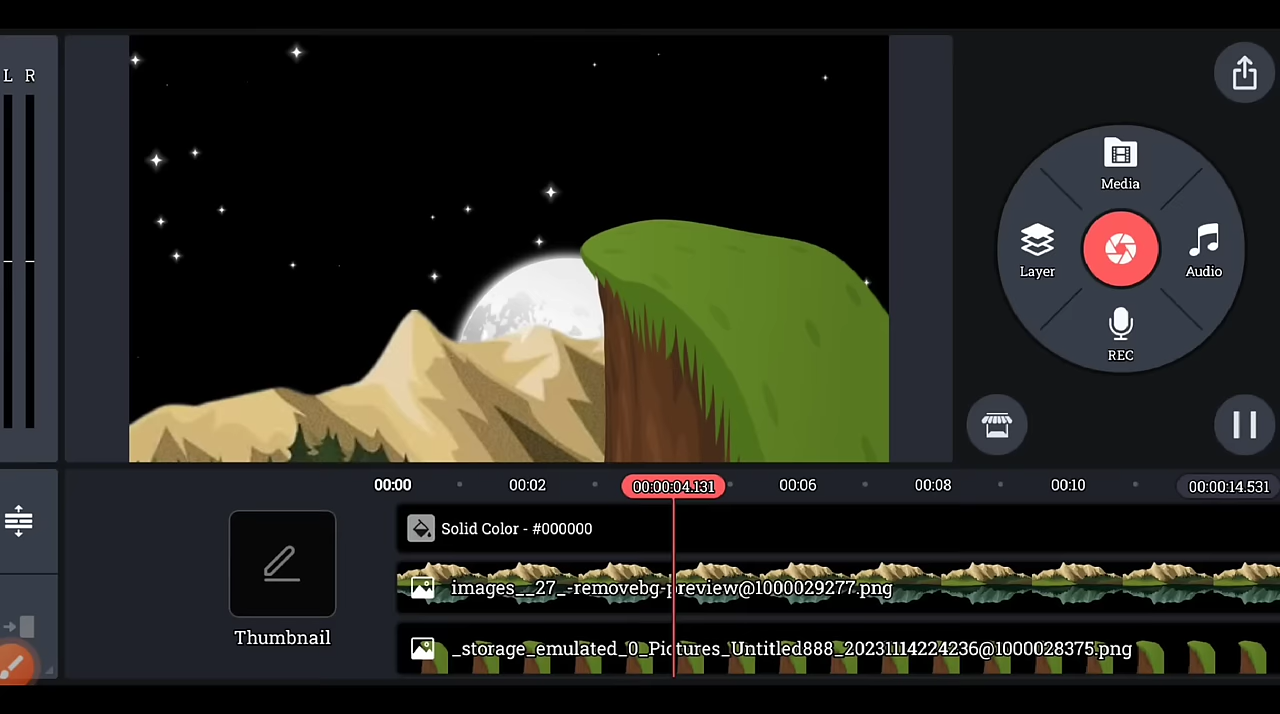 L R
Media
Layer
Audio
REC
00:00
00:02
00:00:04.131
00:06
00:08
00:10
00:00:14.531
Solid Color - #000000
images__27_-removebg-preview@1000029277.png
Thumbnail
_storage_emulated_0_Pictures_Untitled888_20231114224236@1000028375.png